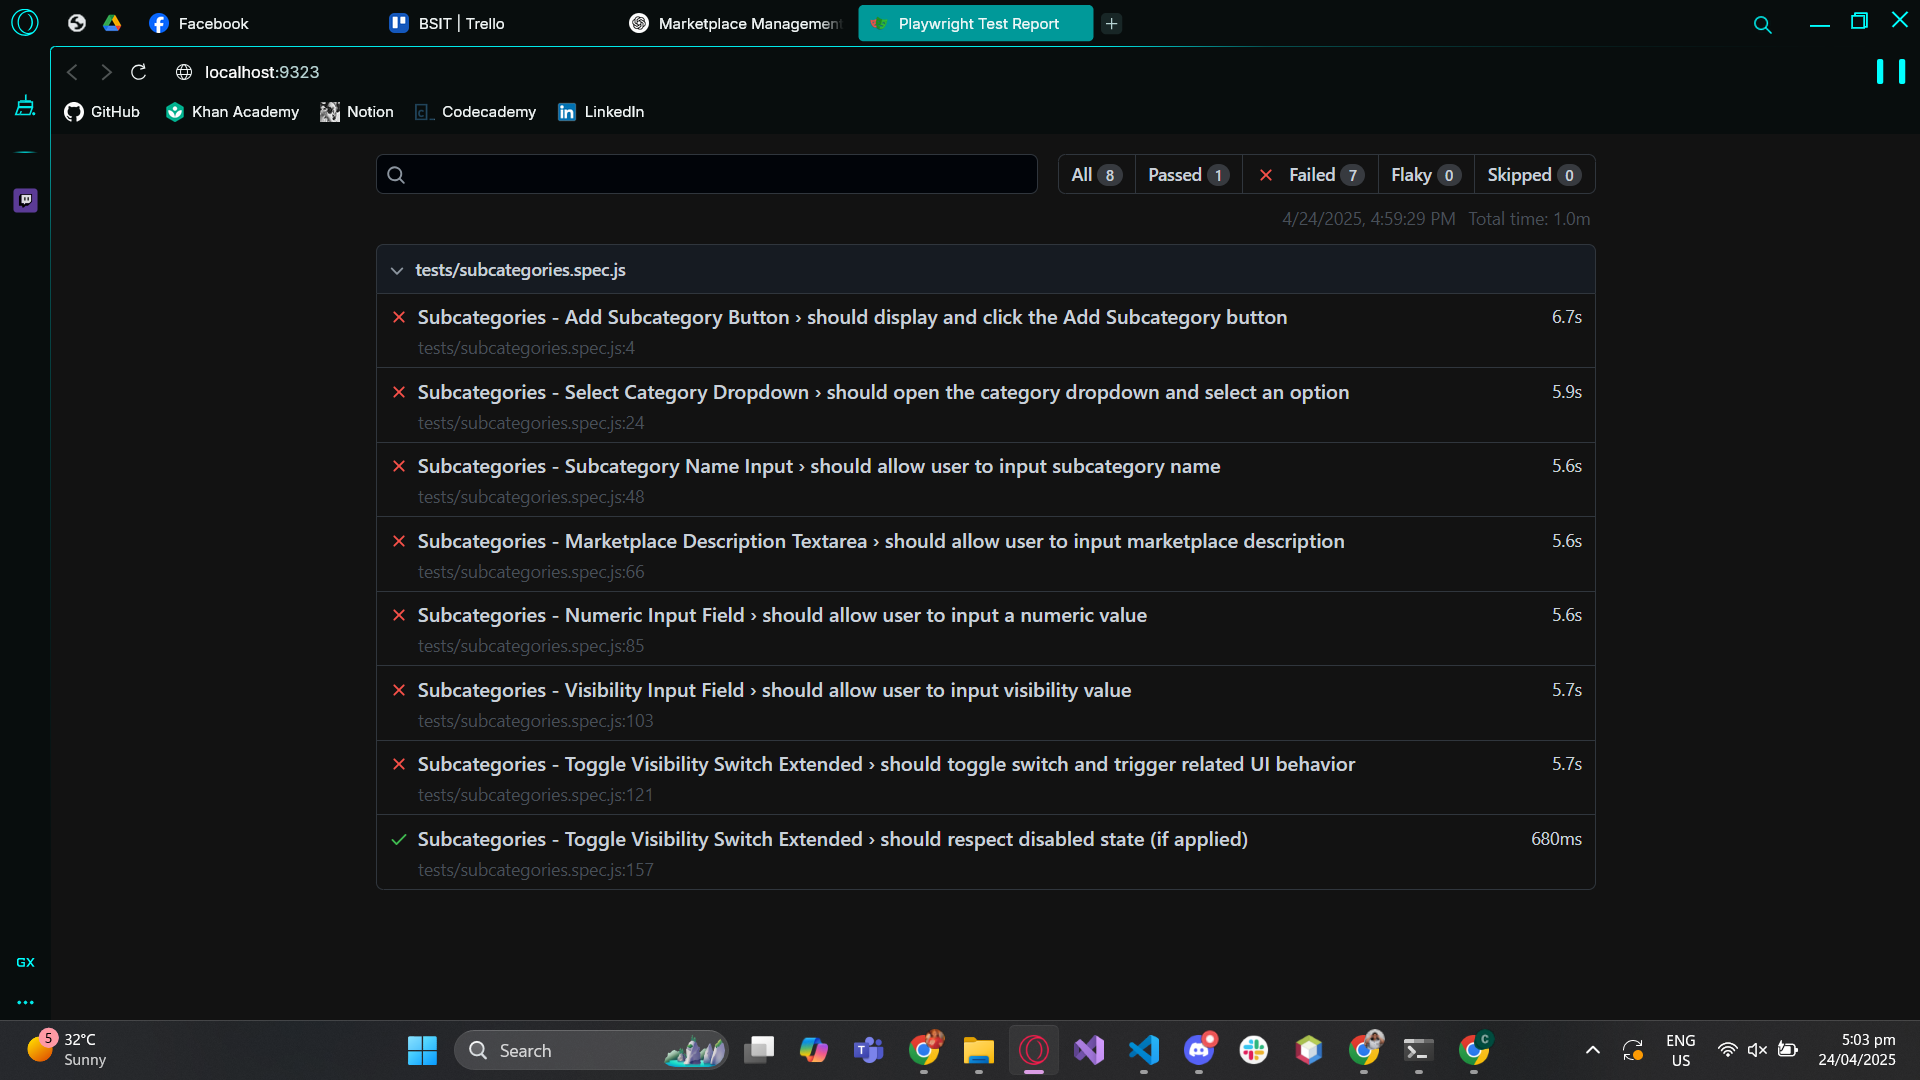 Facebook
BSIT | Trello
Marketplace Management
Playwright Test Report
localhost:9323
GitHub
Khan Academy
Notion
Codecademy
LinkedIn
All 8
Passed 1
Failed 7
Flaky 0
Skipped 0
4/24/2025, 4:59:29 PM Total time: 1.0m
tests/subcategories.spec.js
Subcategories - Add Subcategory Button › should display and click the Add Subcategory button 6.7s
tests/subcategories.spec.js:4
Subcategories - Select Category Dropdown › should open the category dropdown and select an option 5.9s
tests/subcategories.spec.js:24
Subcategories - Subcategory Name Input › should allow user to input subcategory name 5.6s
tests/subcategories.spec.js:48
Subcategories - Marketplace Description Textarea › should allow user to input marketplace description 5.6s
tests/subcategories.spec.js:66
Subcategories - Numeric Input Field › should allow user to input a numeric value 5.6s
tests/subcategories.spec.js:85
Subcategories - Visibility Input Field › should allow user to input visibility value 5.7s
tests/subcategories.spec.js:103
Subcategories - Toggle Visibility Switch Extended › should toggle switch and trigger related UI behavior 5.7s
tests/subcategories.spec.js:121
Subcategories - Toggle Visibility Switch Extended › should respect disabled state (if applied) 680ms
tests/subcategories.spec.js:157
GX
5
32°C
Sunny
Search
ENG
US
5:03 pm
24/04/2025